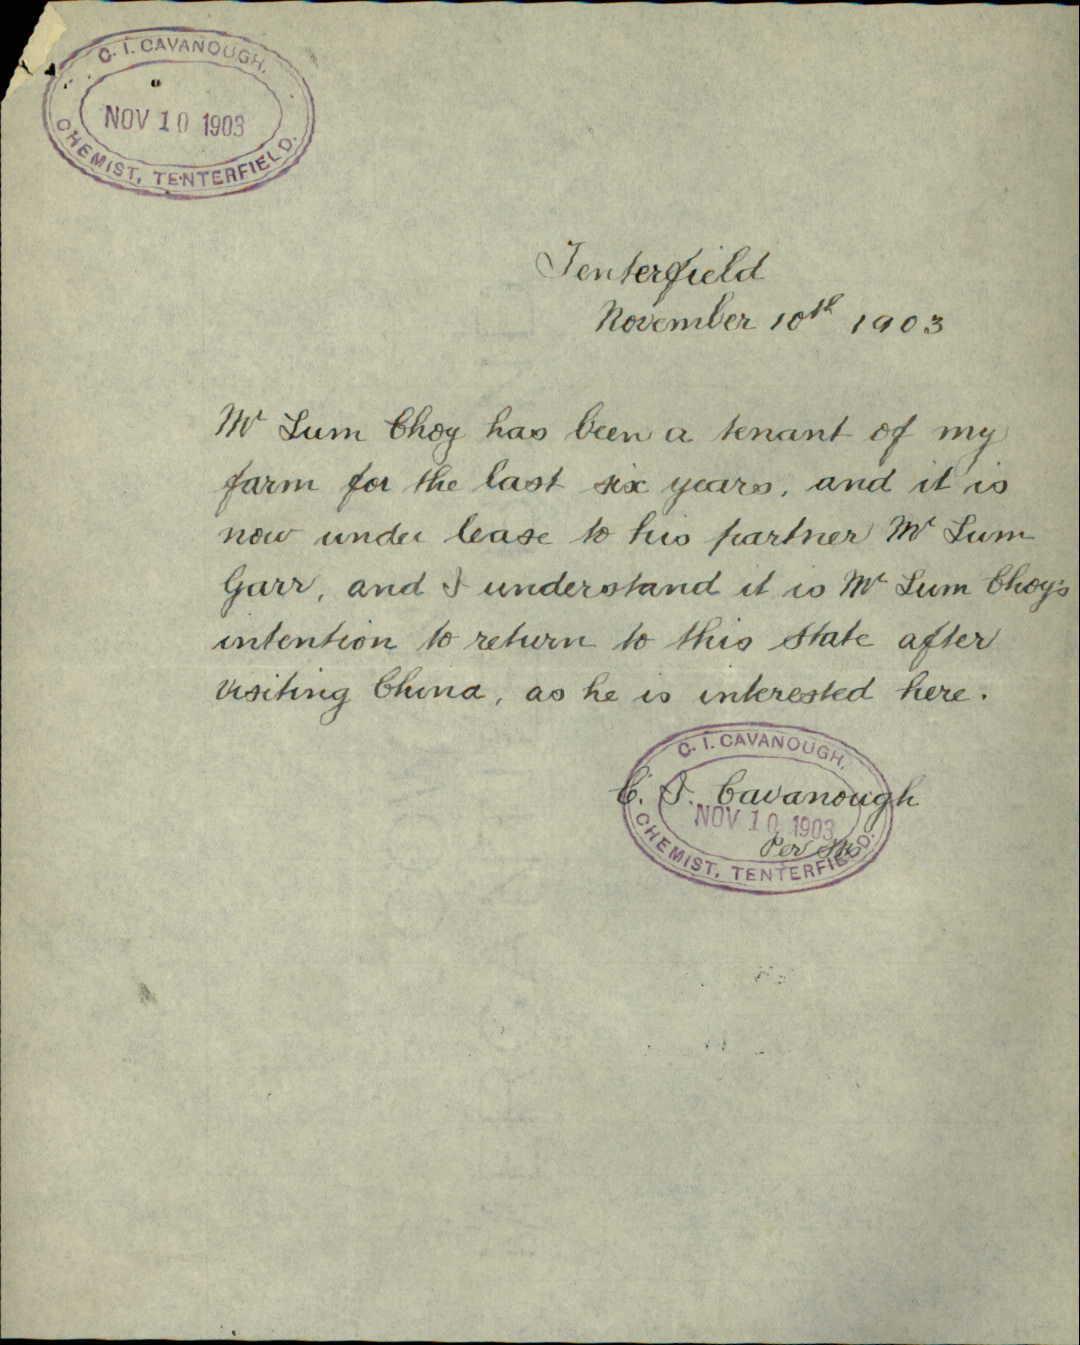 C. I. CAVANOUGH.
NOV 10 1903
CHEMIST, TENTERFIELD.
Tenterfield
November 10th 1903
Mr Lum Choy has been a tenant of my
farm for the last six years, and it is
now under lease to his partner Mr Lum
Garr, and I understand it is Mr Lum Choy's
intention to return to this State after
visiting China, as he is interested here.
C. I. CAVANOUGH.
C. I. Cavanough
NOV 10 1903
Per
CHEMIST, TENTERFIELD.